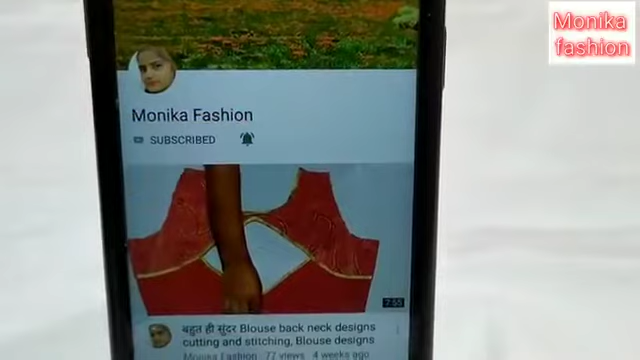 Monika
fashion
Monika Fashion
SUBSCRIBED
7:55
बहुत ही सुंदर Blouse back neck designs
cutting and stitching, Blouse designs
Monika Fashion 77 views 4 weeks ago